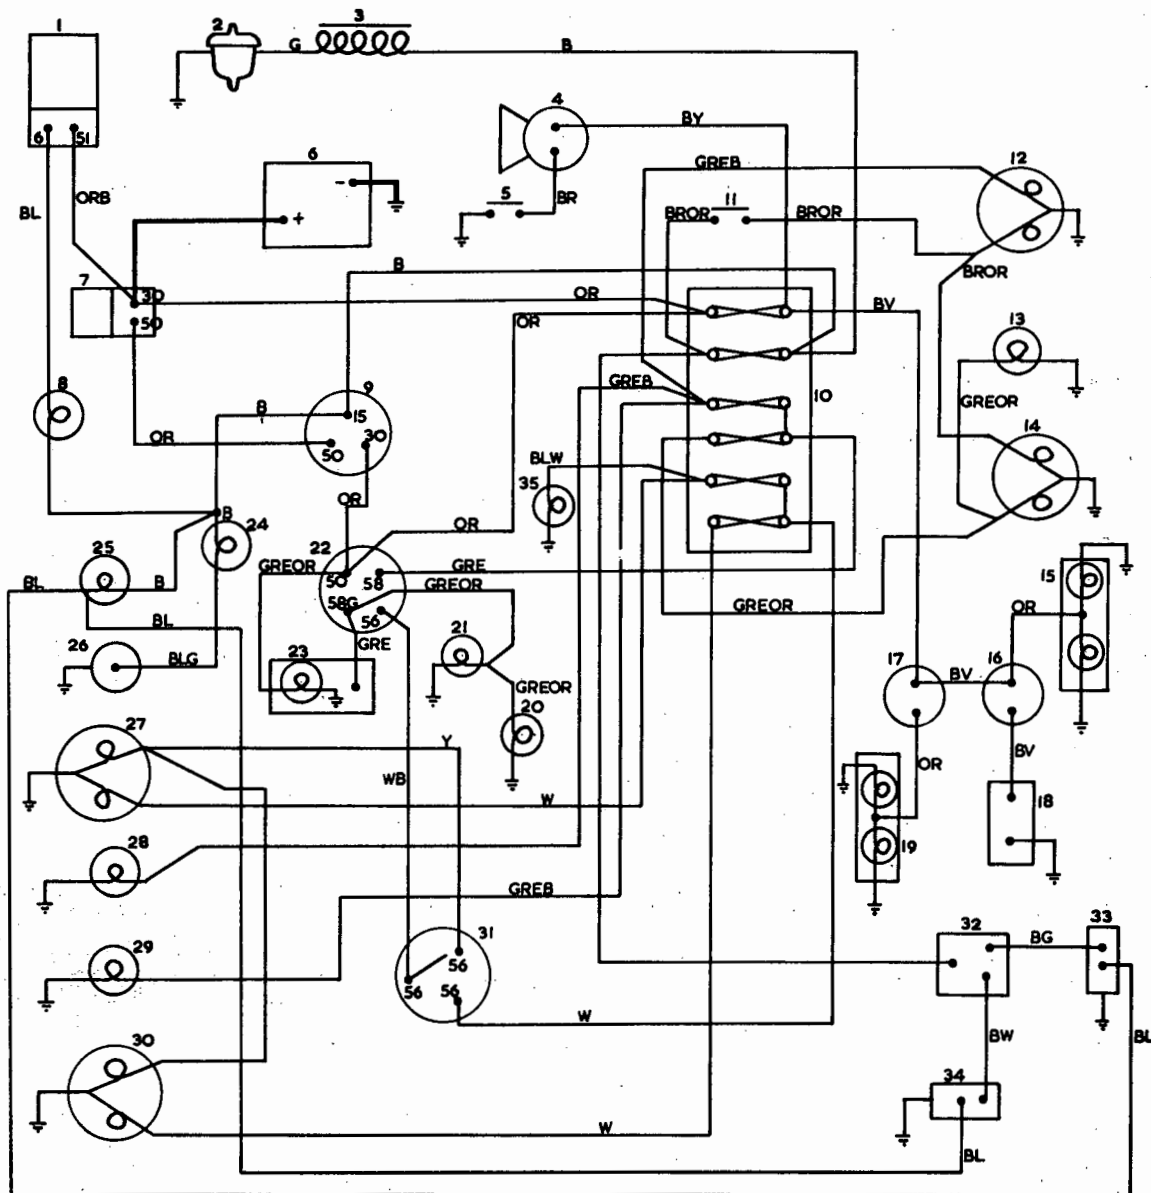 1
2
3
G
B
4
BY
6
51
BL
ORB
6
-
+
5
BR
GREB
12
BROR
11
BROR
BROR
7
30
50
B
OR
OR
BV
13
8
9
B
15
30
50
OR
GREB
10
GREOR
14
BLW
35
OR
OR
B
24
25
BL
B
22
GREOR
50
58
GRE
58G
GREOR
56
15
OR
GREOR
BL
26
BLG
23
GRE
21
GREOR
20
17
BV
16
27
Y
WB
W
OR
BV
18
28
19
GREB
29
31
56
56
56
W
32
BG
33
30
BW
BL
34
W
BL